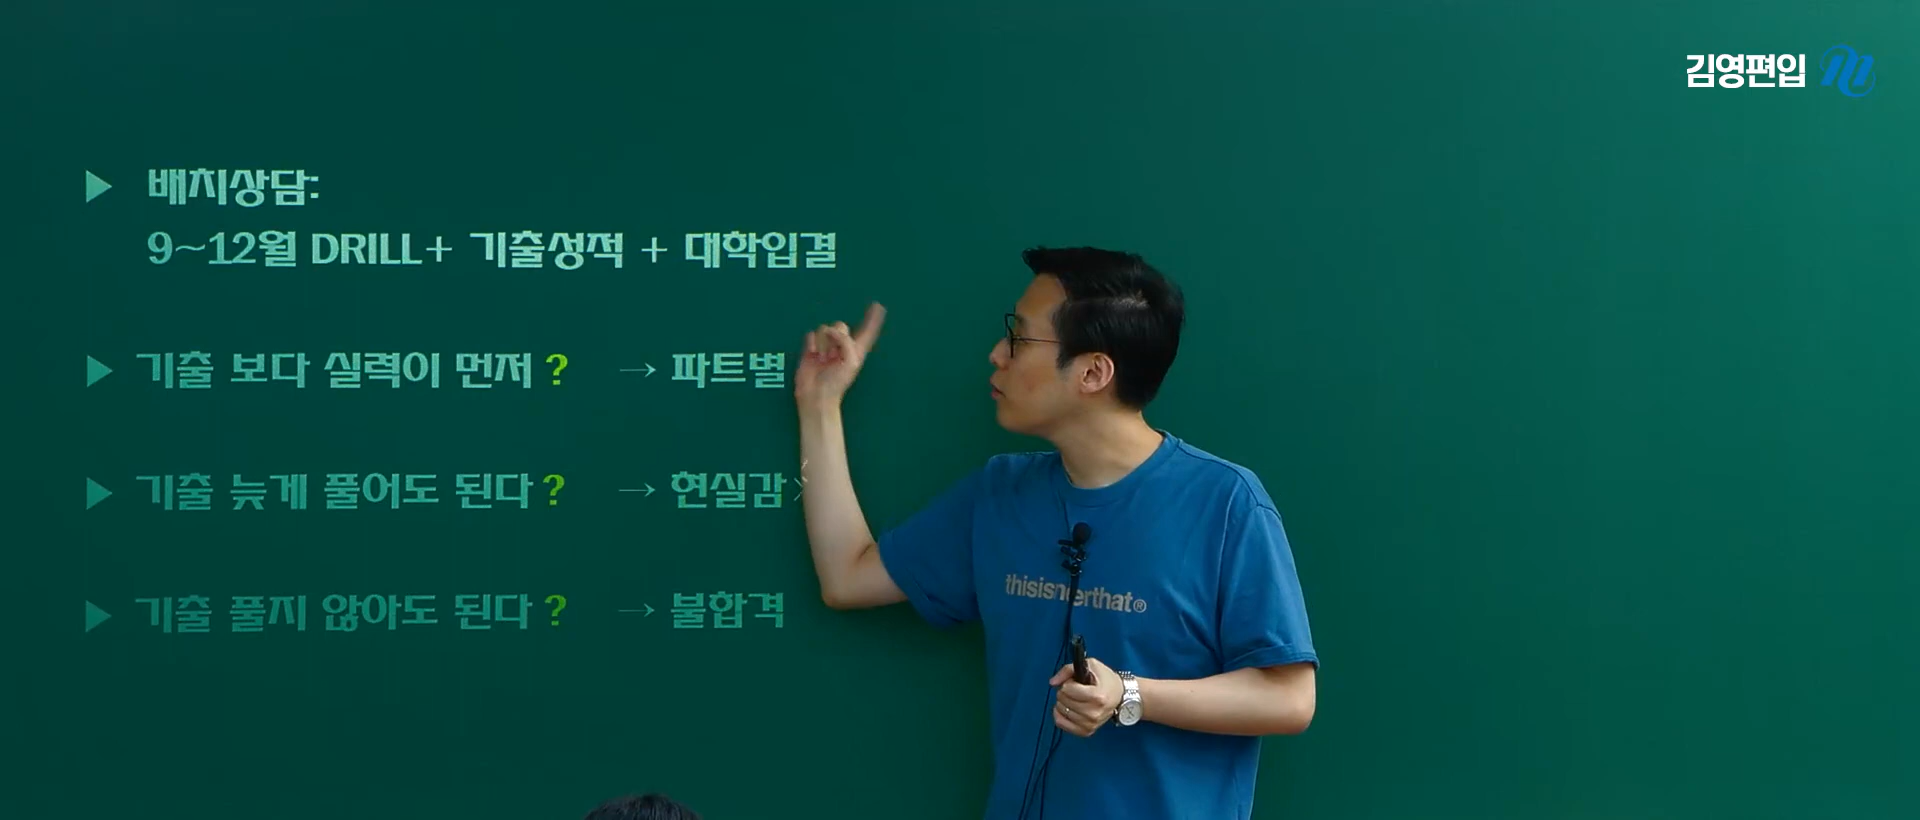 김영편입
▶ 배치상담:
9~12월 DRILL+ 기출성적 + 대학입결
▶ 기출 보다 실력이 먼저? → 파트별
▶ 기출 늦게 풀어도 된다? → 현실감
▶ 기출 풀지 않아도 된다? → 불합격
thisisn erthat®